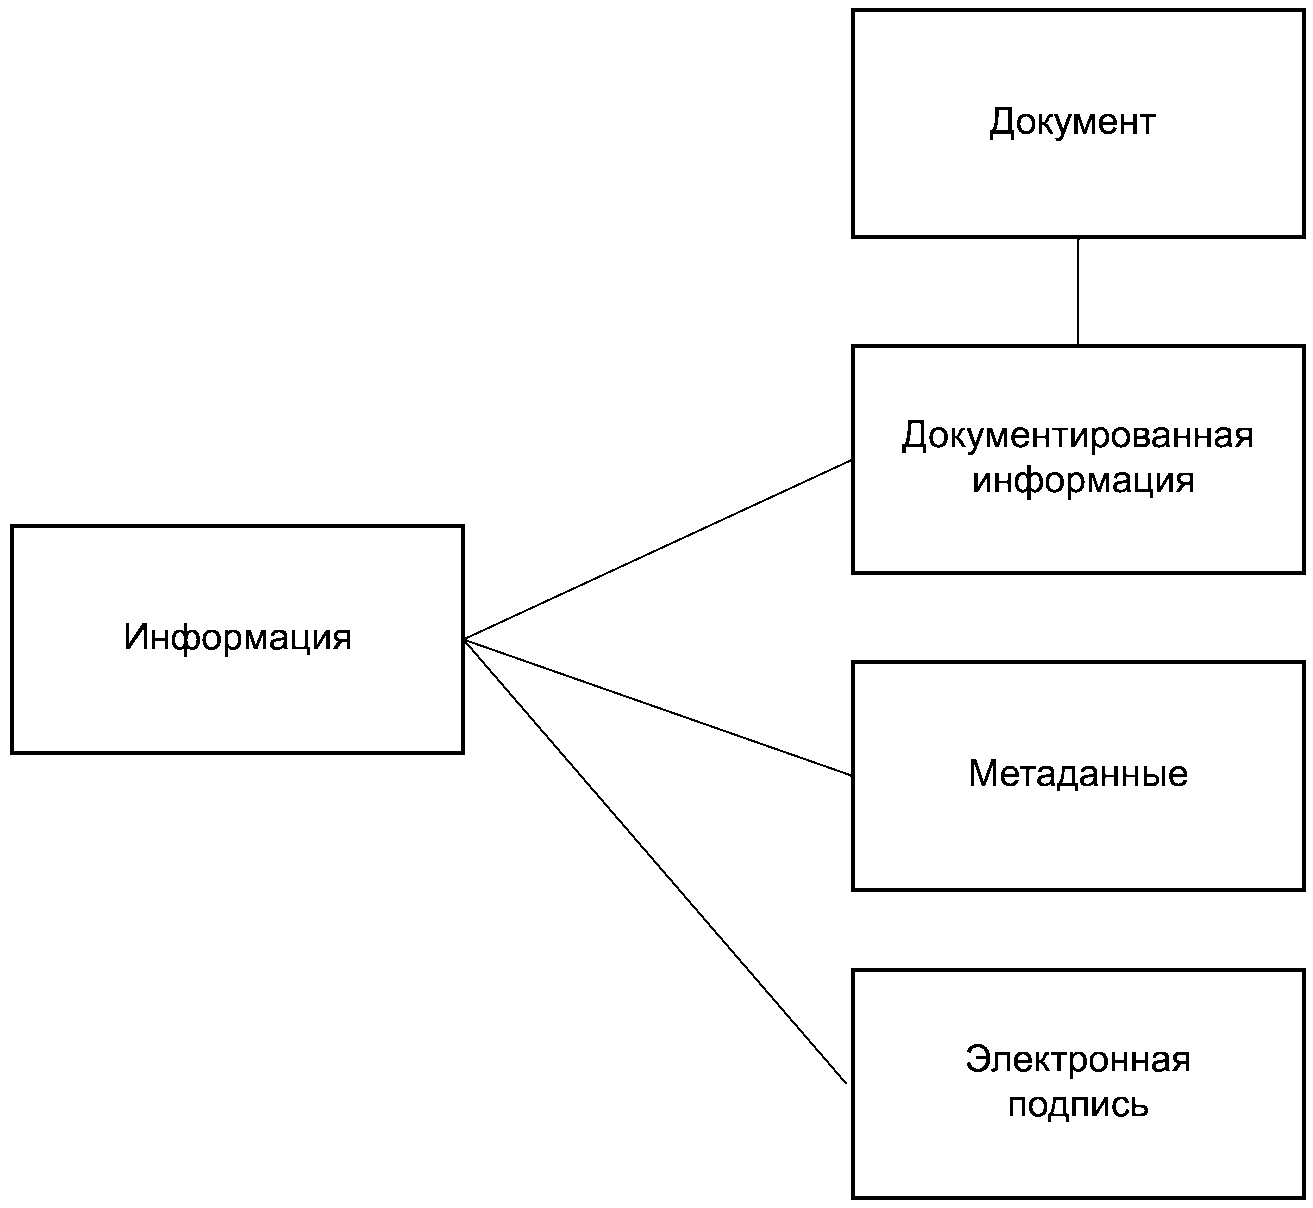 Документ
Документированная
информация
Информация
Метаданные
Электронная
подпись